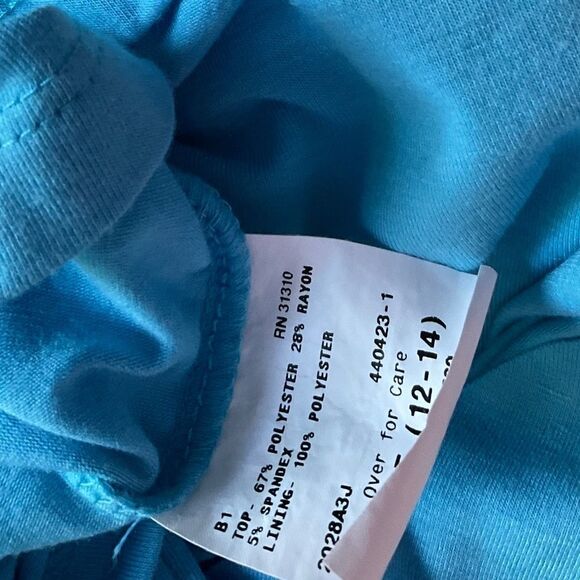 B1 RN 31310
TOP- 67% POLYESTER 28% RAYON
5% SPANDEX
LINING- 100% POLYESTER
440423-1
Over for Care
(12-14)